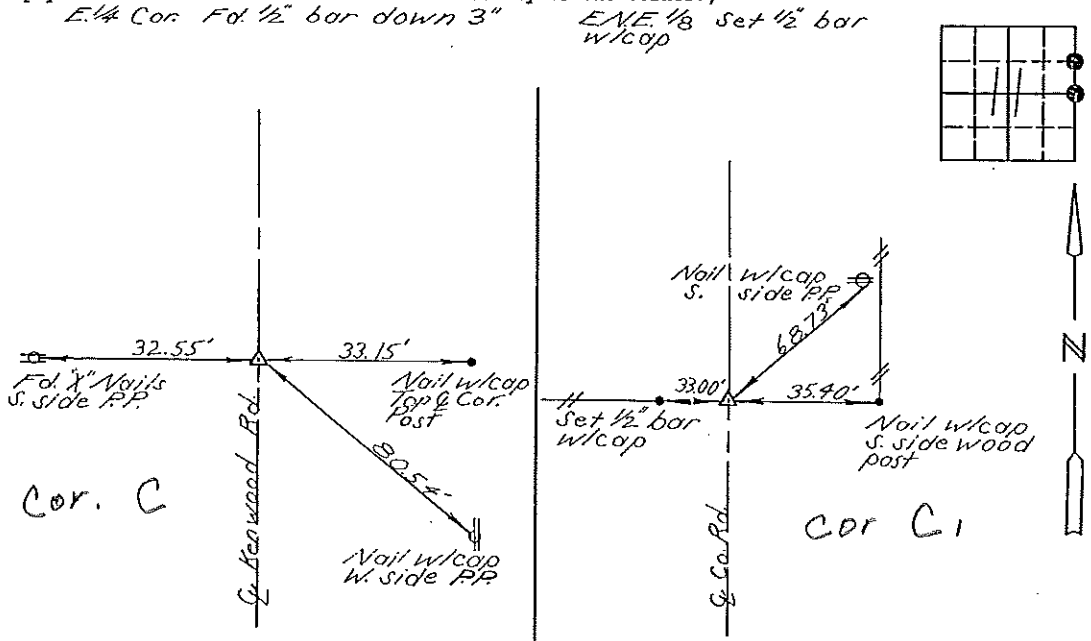 E.1/4 Cor. Fd. 1/2" bar down 3"
E.N.E. 1/8 Set 1/2" bar
w/cap
11
32.55'
33.15'
Fd. "X" Nails
S. side P.P.
Nail w/cap
Top ℄ Cor.
Post
80.54'
Nail w/cap
W. side P.P.
℄ Kenwood Rd.
Cor. C
Nail w/cap
S. side P.P.
68.73'
33.00'
35.40'
Set 1/2" bar
w/cap
Nail w/cap
S. side wood
post
℄ Co. Rd.
Cor C1
N